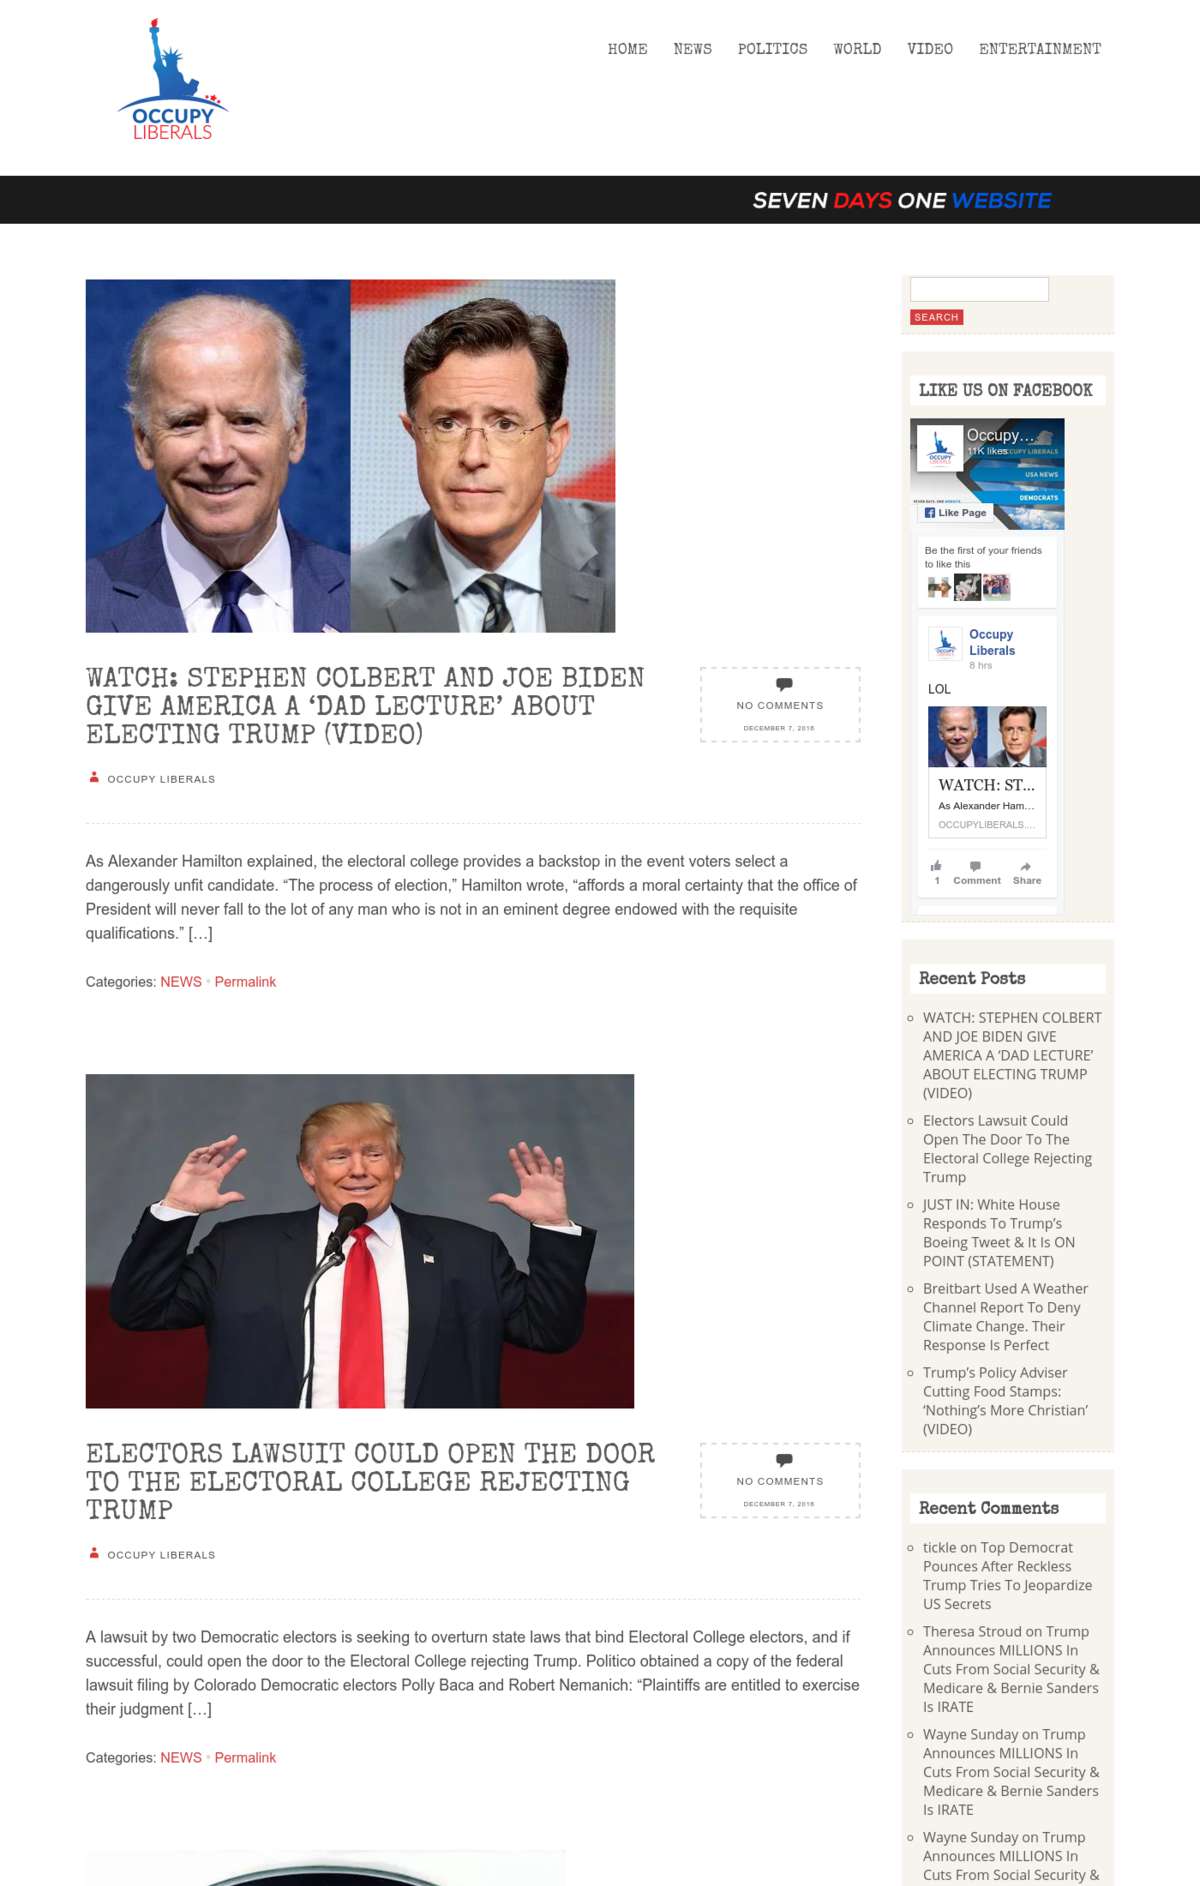 OCCUPY
LIBERALS
HOME NEWS POLITICS WORLD VIDEO ENTERTAINMENT
SEVEN DAYS ONE WEBSITE
WATCH: STEPHEN COLBERT AND JOE BIDEN
GIVE AMERICA A ‘DAD LECTURE’ ABOUT
ELECTING TRUMP (VIDEO)
NO COMMENTS
DECEMBER 7, 2016
OCCUPY LIBERALS
As Alexander Hamilton explained, the electoral college provides a backstop in the event voters select a
dangerously unfit candidate. “The process of election,” Hamilton wrote, “affords a moral certainty that the office of
President will never fall to the lot of any man who is not in an eminent degree endowed with the requisite
qualifications.” […]
Categories: NEWS • Permalink
ELECTORS LAWSUIT COULD OPEN THE DOOR
TO THE ELECTORAL COLLEGE REJECTING
TRUMP
NO COMMENTS
DECEMBER 7, 2016
OCCUPY LIBERALS
A lawsuit by two Democratic electors is seeking to overturn state laws that bind Electoral College electors, and if
successful, could open the door to the Electoral College rejecting Trump. Politico obtained a copy of the federal
lawsuit filing by Colorado Democratic electors Polly Baca and Robert Nemanich: “Plaintiffs are entitled to exercise
their judgment […]
Categories: NEWS • Permalink
SEARCH
LIKE US ON FACEBOOK
Occupy…
11K likes
OCCUPY LIBERALS
USA NEWS
DEMOCRATS
SEVEN DAYS. ONE WEBSITE
Like Page
Be the first of your friends
to like this
Occupy
Liberals
8 hrs
LOL
WATCH: ST…
As Alexander Ham…
OCCUPYLIBERALS.…
1 Comment Share
Recent Posts
WATCH: STEPHEN COLBERT
AND JOE BIDEN GIVE
AMERICA A ‘DAD LECTURE’
ABOUT ELECTING TRUMP
(VIDEO)
Electors Lawsuit Could
Open The Door To The
Electoral College Rejecting
Trump
JUST IN: White House
Responds To Trump’s
Boeing Tweet & It Is ON
POINT (STATEMENT)
Breitbart Used A Weather
Channel Report To Deny
Climate Change. Their
Response Is Perfect
Trump’s Policy Adviser
Cutting Food Stamps:
‘Nothing’s More Christian’
(VIDEO)
Recent Comments
tickle on Top Democrat
Pounces After Reckless
Trump Tries To Jeopardize
US Secrets
Theresa Stroud on Trump
Announces MILLIONS In
Cuts From Social Security &
Medicare & Bernie Sanders
Is IRATE
Wayne Sunday on Trump
Announces MILLIONS In
Cuts From Social Security &
Medicare & Bernie Sanders
Is IRATE
Wayne Sunday on Trump
Announces MILLIONS In
Cuts From Social Security &